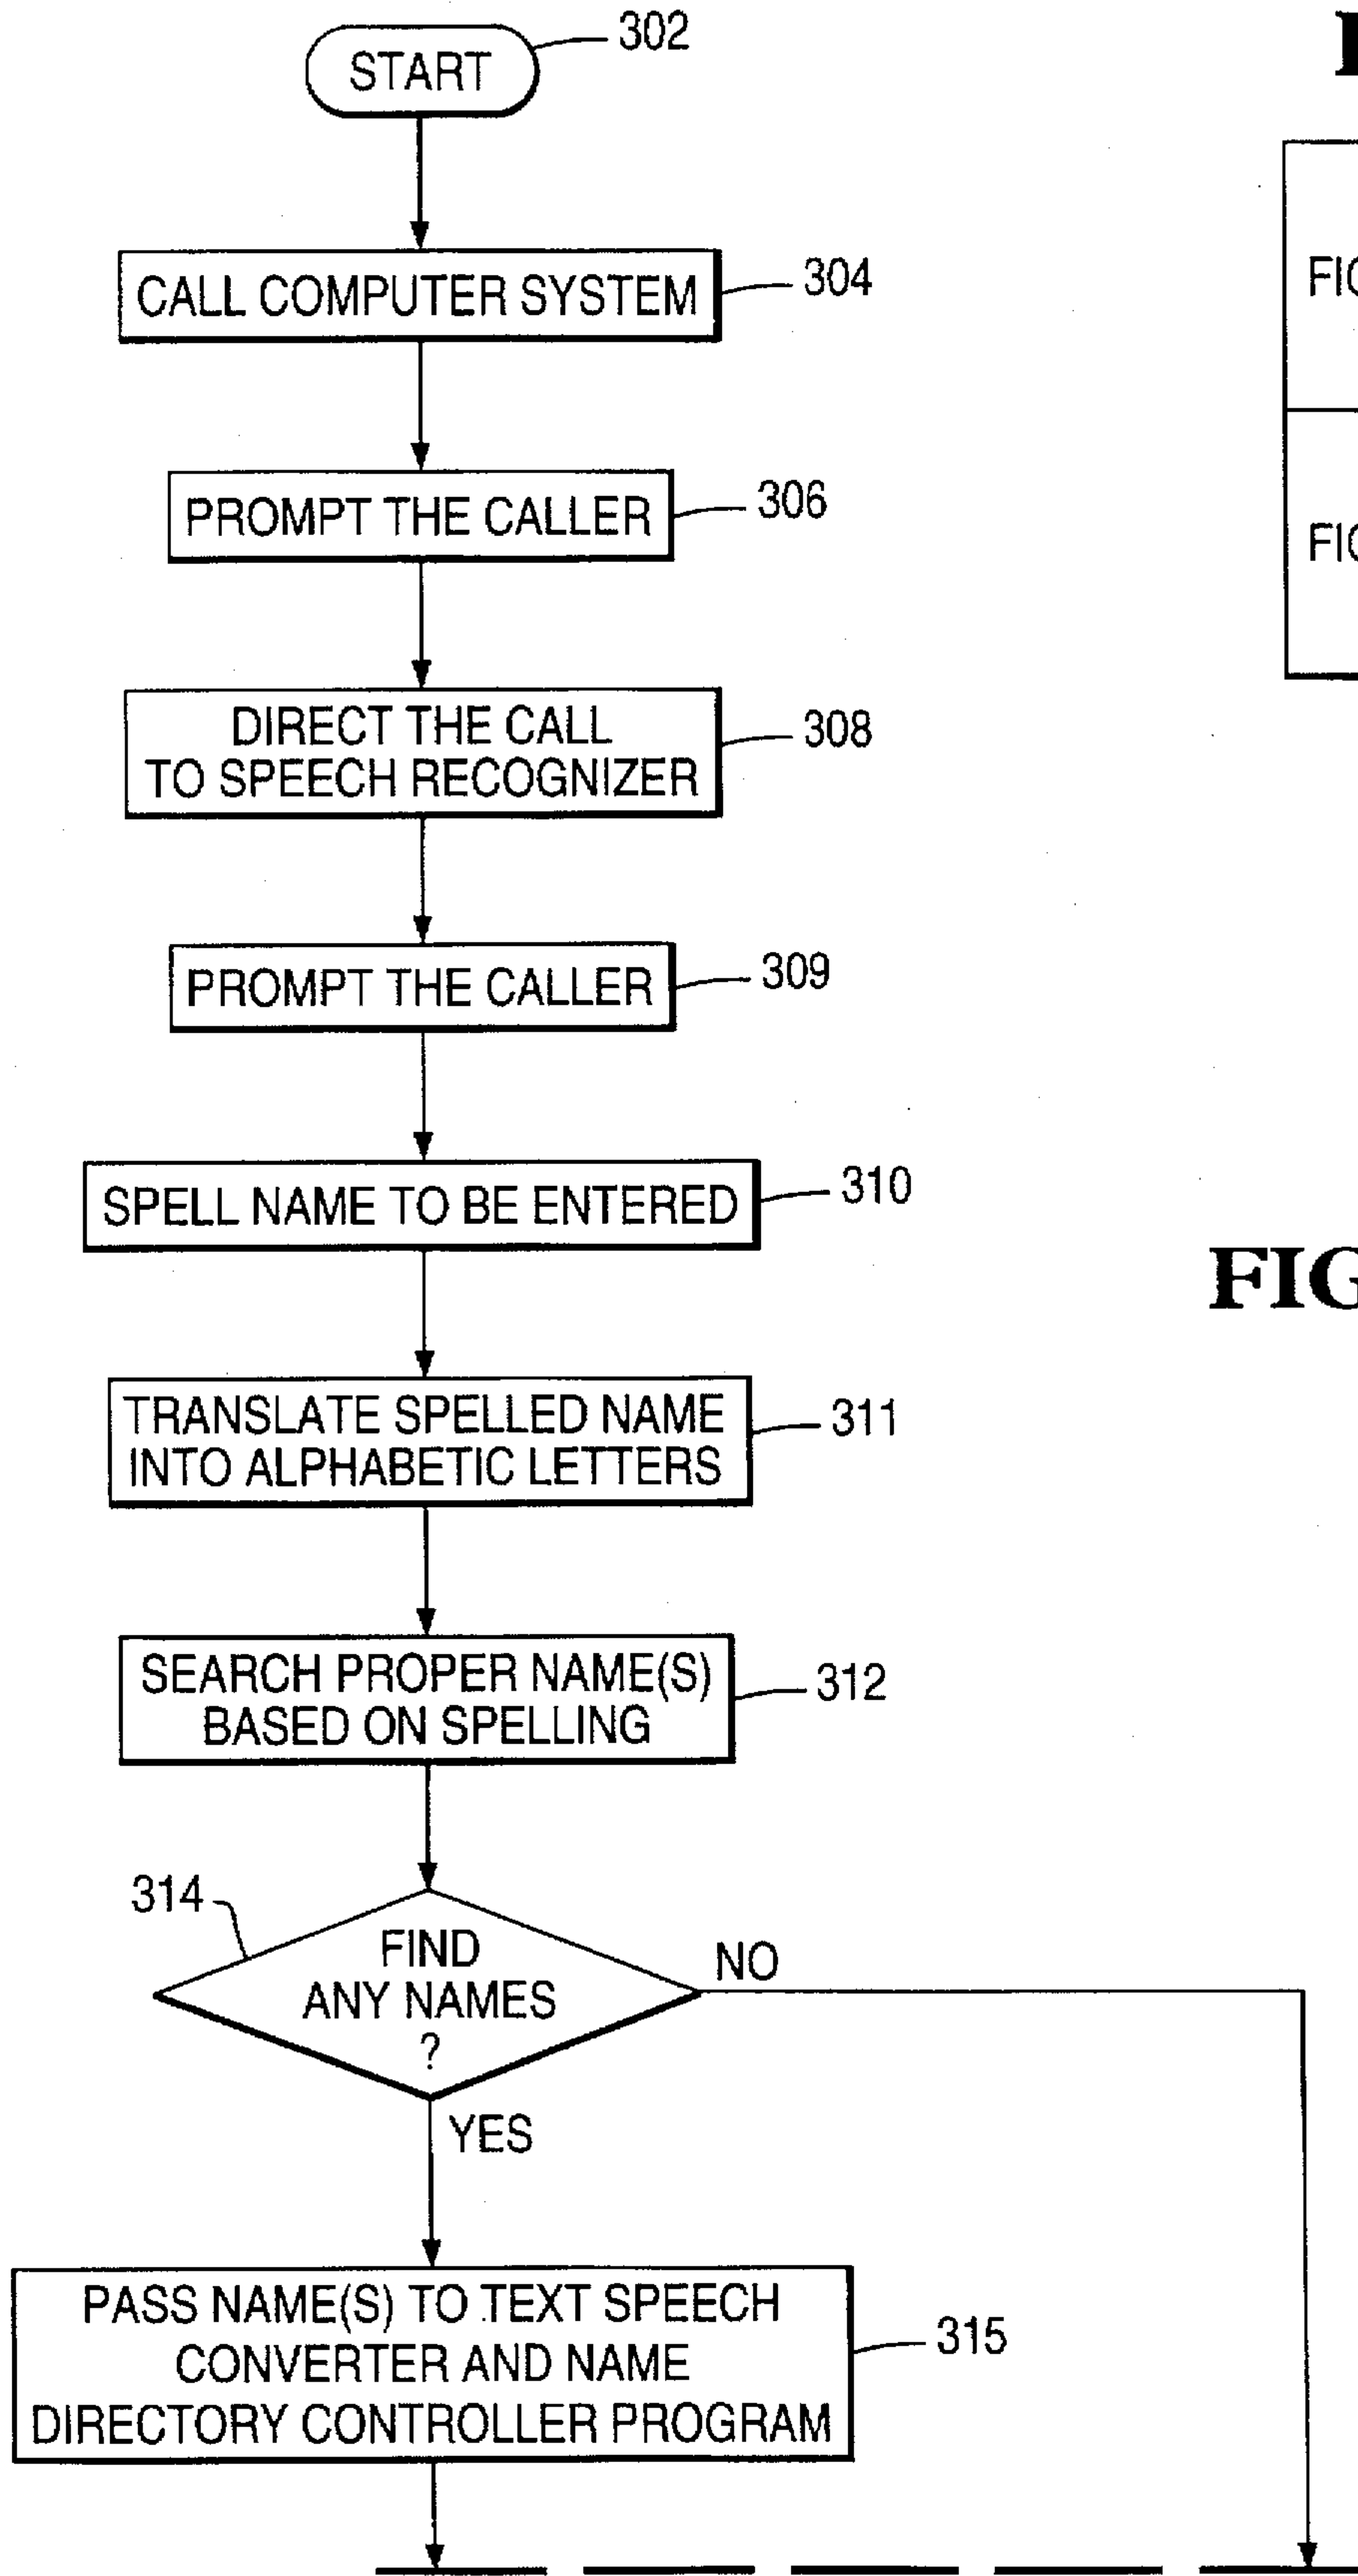 302
START
CALL COMPUTER SYSTEM
304
PROMPT THE CALLER
306
DIRECT THE CALL
TO SPEECH RECOGNIZER
308
PROMPT THE CALLER
309
SPELL NAME TO BE ENTERED
310
TRANSLATE SPELLED NAME
INTO ALPHABETIC LETTERS
311
SEARCH PROPER NAME(S)
BASED ON SPELLING
312
314
FIND
ANY NAMES
?
NO
YES
PASS NAME(S) TO TEXT SPEECH
CONVERTER AND NAME
DIRECTORY CONTROLLER PROGRAM
315